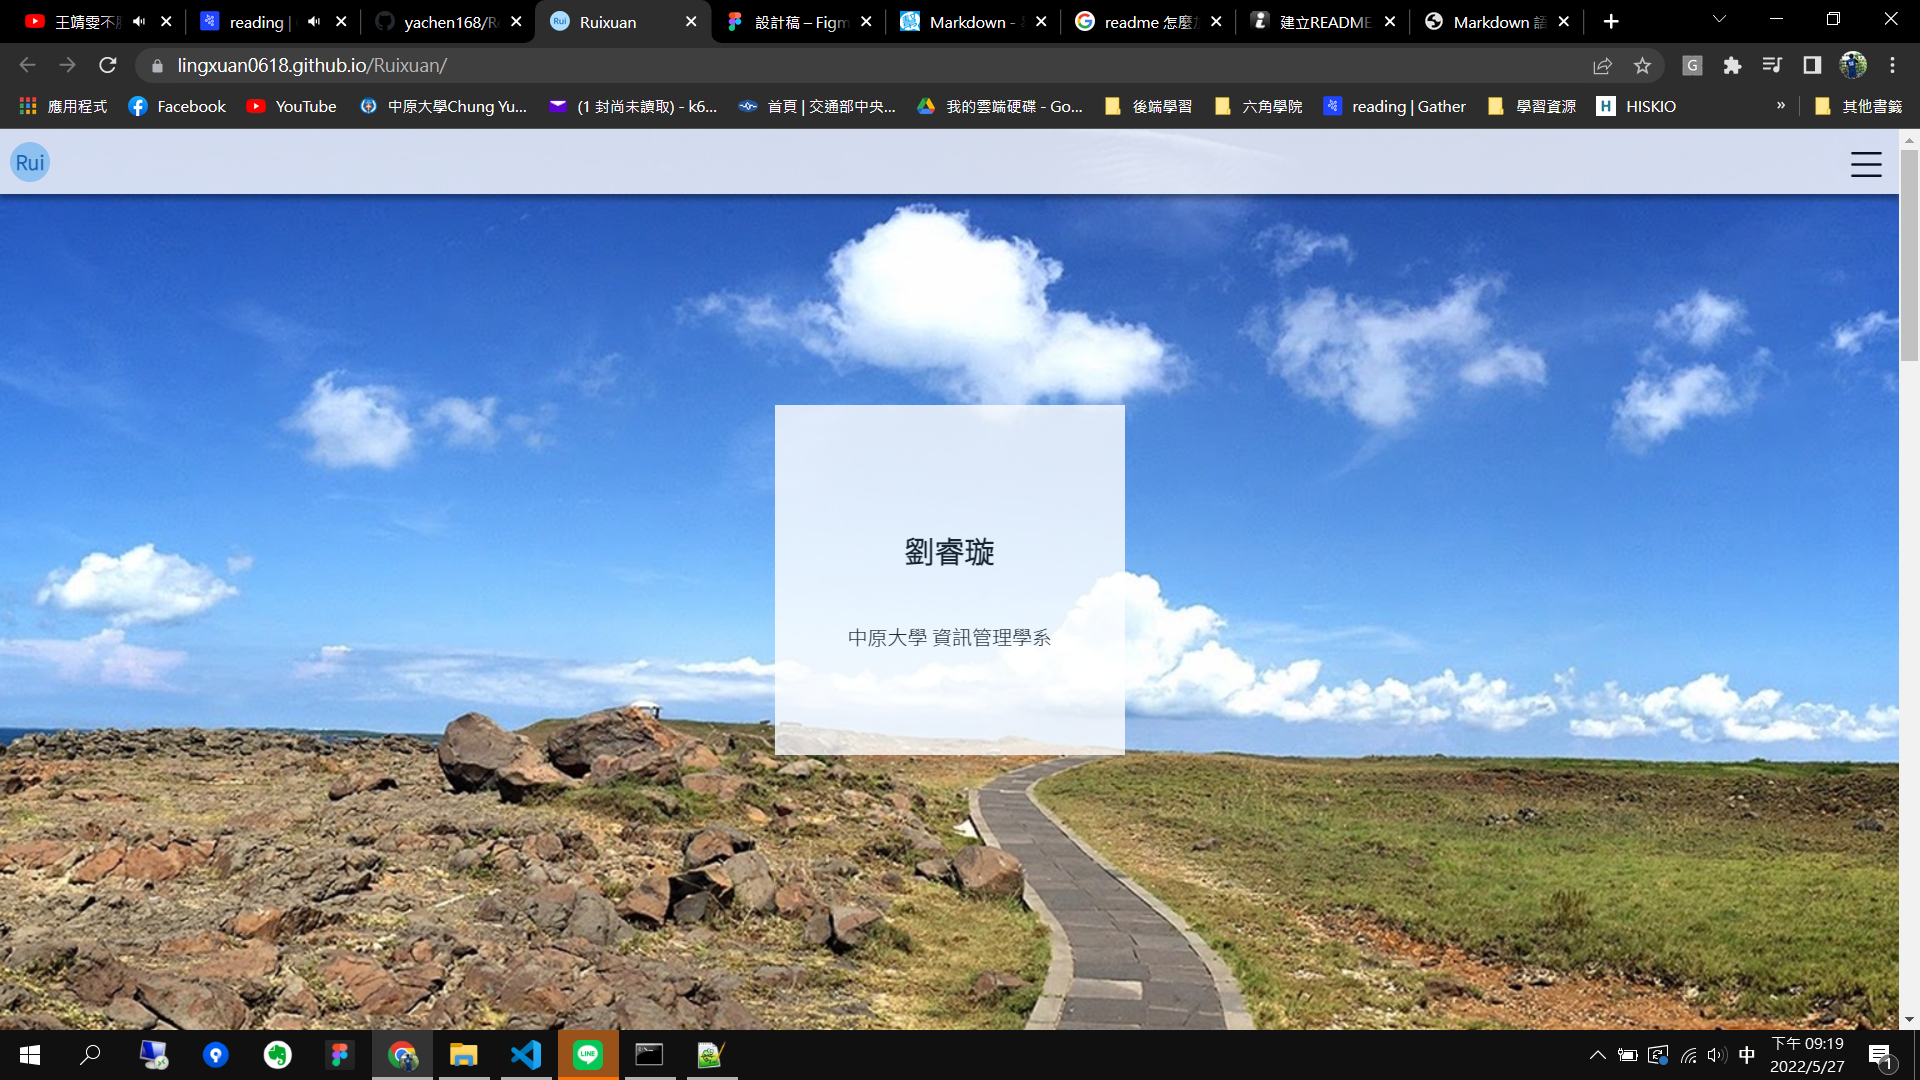 王靖雯不
reading |
yachen168/R
Ruixuan
設計稿 – Figm
Markdown -
readme 怎麼
建立README
Markdown 語
lingxuan0618.github.io/Ruixuan/
G
應用程式
Facebook
YouTube
中原大學Chung Yu...
(1 封尚未讀取) - k6...
首頁 | 交通部中央...
我的雲端硬碟 - Go...
後端學習
六角學院
reading | Gather
學習資源
H HISKIO
»
其他書籤
Rui
劉睿璇
中原大學 資訊管理學系
LINE
中
下午 09:19
2022/5/27
1